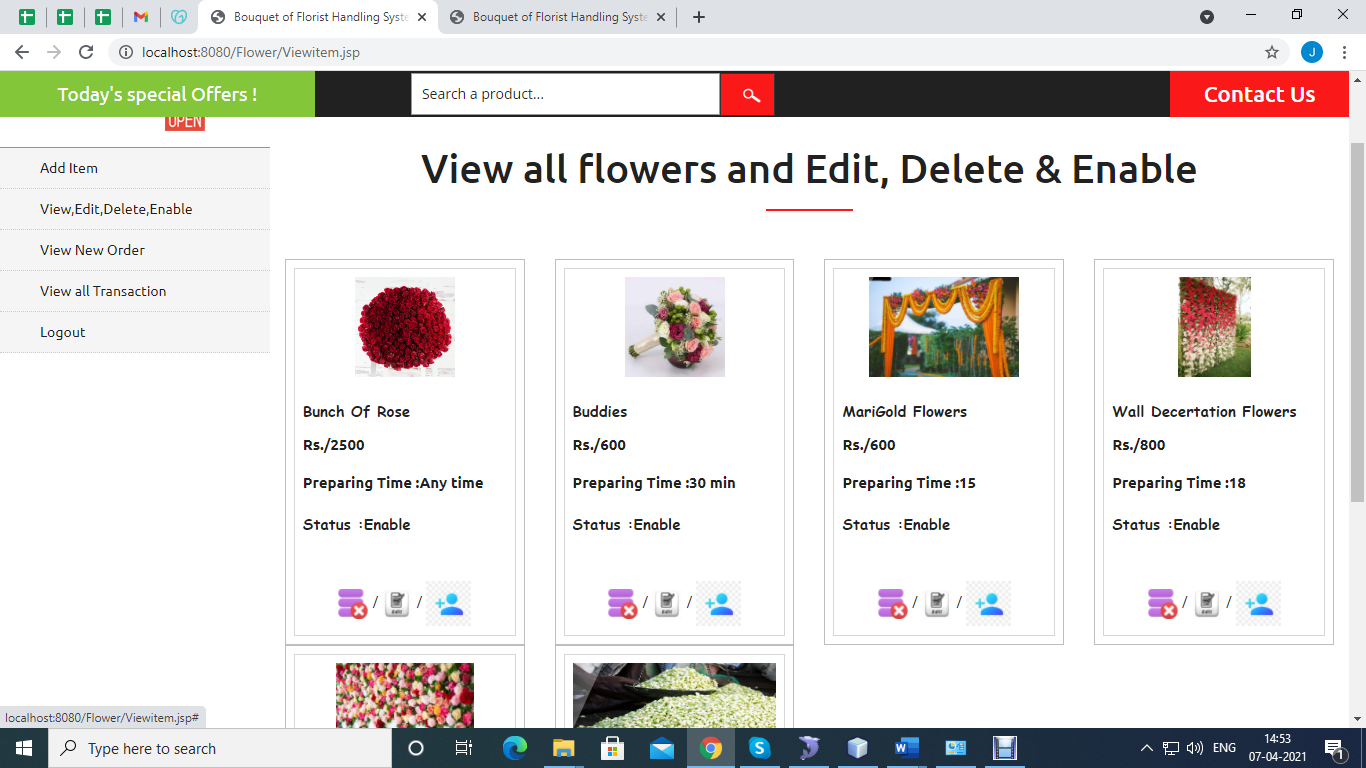 Bouquet of Florist Handling Syste
Bouquet of Florist Handling Syste
J
localhost:8080/Flower/Viewitem.jsp
Today's special Offers !
Search a product...
Contact Us
OPEN
Add Item
View,Edit,Delete,Enable
View New Order
View all Transaction
Logout
View all flowers and Edit, Delete & Enable
Bunch Of Rose
Rs./2500
Preparing Time :Any time
Status :Enable
/ /
Buddies
Rs./600
Preparing Time :30 min
Status :Enable
/ /
MariGold Flowers
Rs./600
Preparing Time :15
Status :Enable
/ /
Wall Decertation Flowers
Rs./800
Preparing Time :18
Status :Enable
/ /
localhost:8080/Flower/Viewitem.jsp#
Type here to search
ENG
14:53
07-04-2021
1